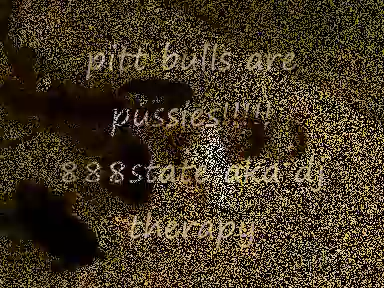 pitt bulls are
pussies!!!!!
888state aka dj
therapy